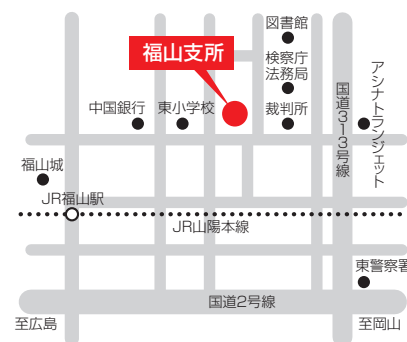 図書館
福山支所
検察庁
法務局
中国銀行
東小学校
裁判所
国道313号線
アシナトランジェット
福山城
JR福山駅
JR山陽本線
東警察署
国道2号線
至広島
至岡山